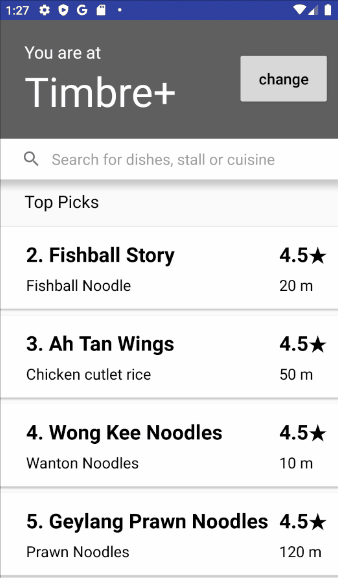 1:27
You are at
Timbre+
change
Search for dishes, stall or cuisine
Top Picks
2. Fishball Story 4.5★
Fishball Noodle 20 m
3. Ah Tan Wings 4.5★
Chicken cutlet rice 50 m
4. Wong Kee Noodles 4.5★
Wanton Noodles 10 m
5. Geylang Prawn Noodles 4.5★
Prawn Noodles 120 m